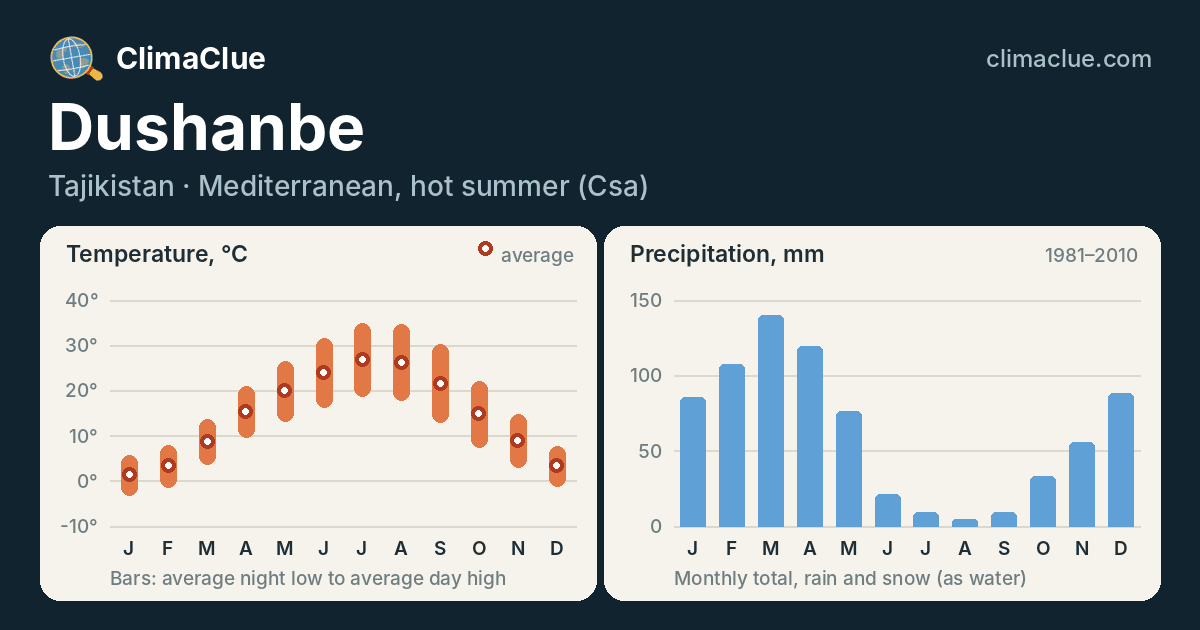 ClimaClue
climaclue.com
Dushanbe
Tajikistan · Mediterranean, hot summer (Csa)
Temperature, °C
average
40°
30°
20°
10°
0°
-10°
J F M A M J J A S O N D
Bars: average night low to average day high
Precipitation, mm
1981–2010
150
100
50
0
J F M A M J J A S O N D
Monthly total, rain and snow (as water)